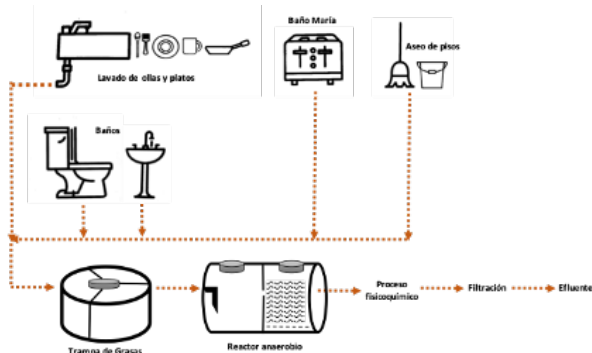 Baño María
Aseo de pisos
Lavado de ollas y platos
Baños
Proceso
fisicoquímico
Filtración
Efluente
Trampa de Grasas
Reactor anaerobio